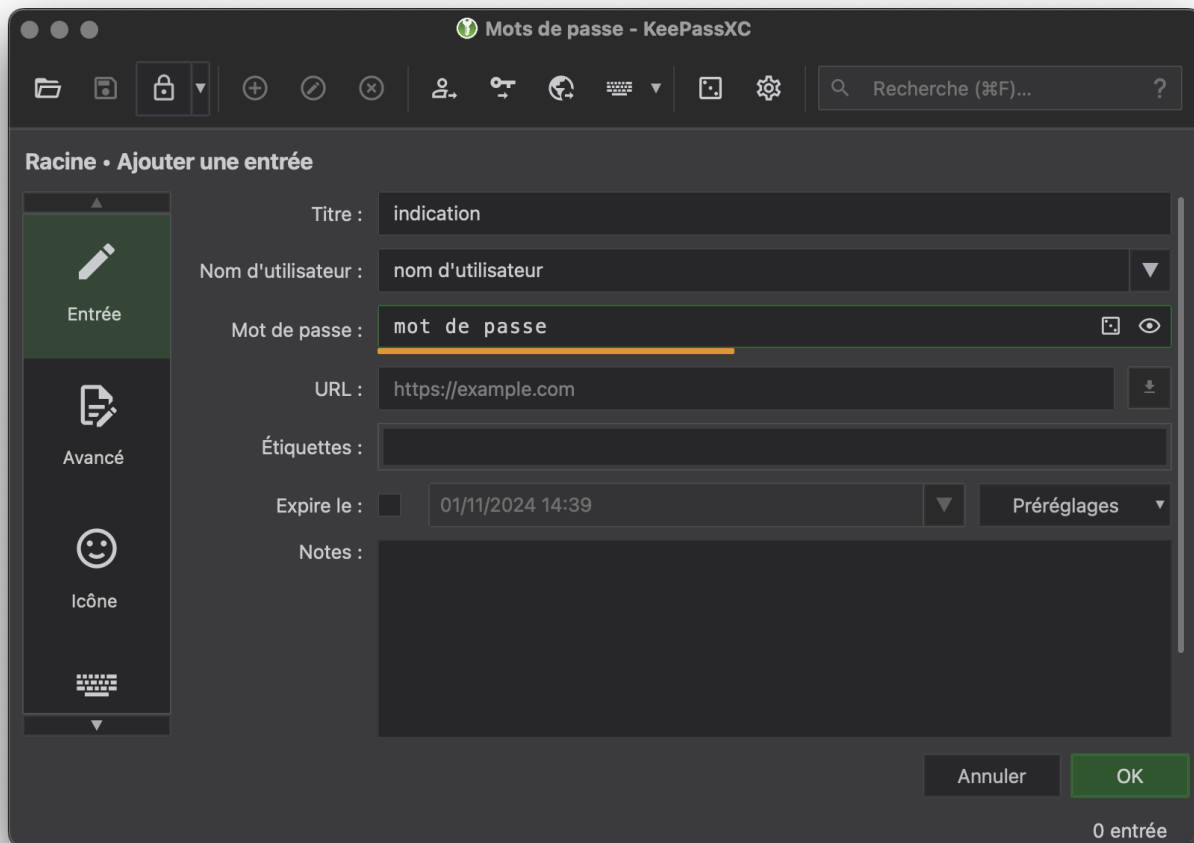 Mots de passe - KeePassXC
Recherche (⌘F)... ?
Racine • Ajouter une entrée
Entrée
Avancé
Icône
Titre : indication
Nom d'utilisateur : nom d'utilisateur
Mot de passe : mot de passe
URL : https://example.com
Étiquettes :
Expire le : 01/11/2024 14:39 Préréglages
Notes :
Annuler OK
0 entrée